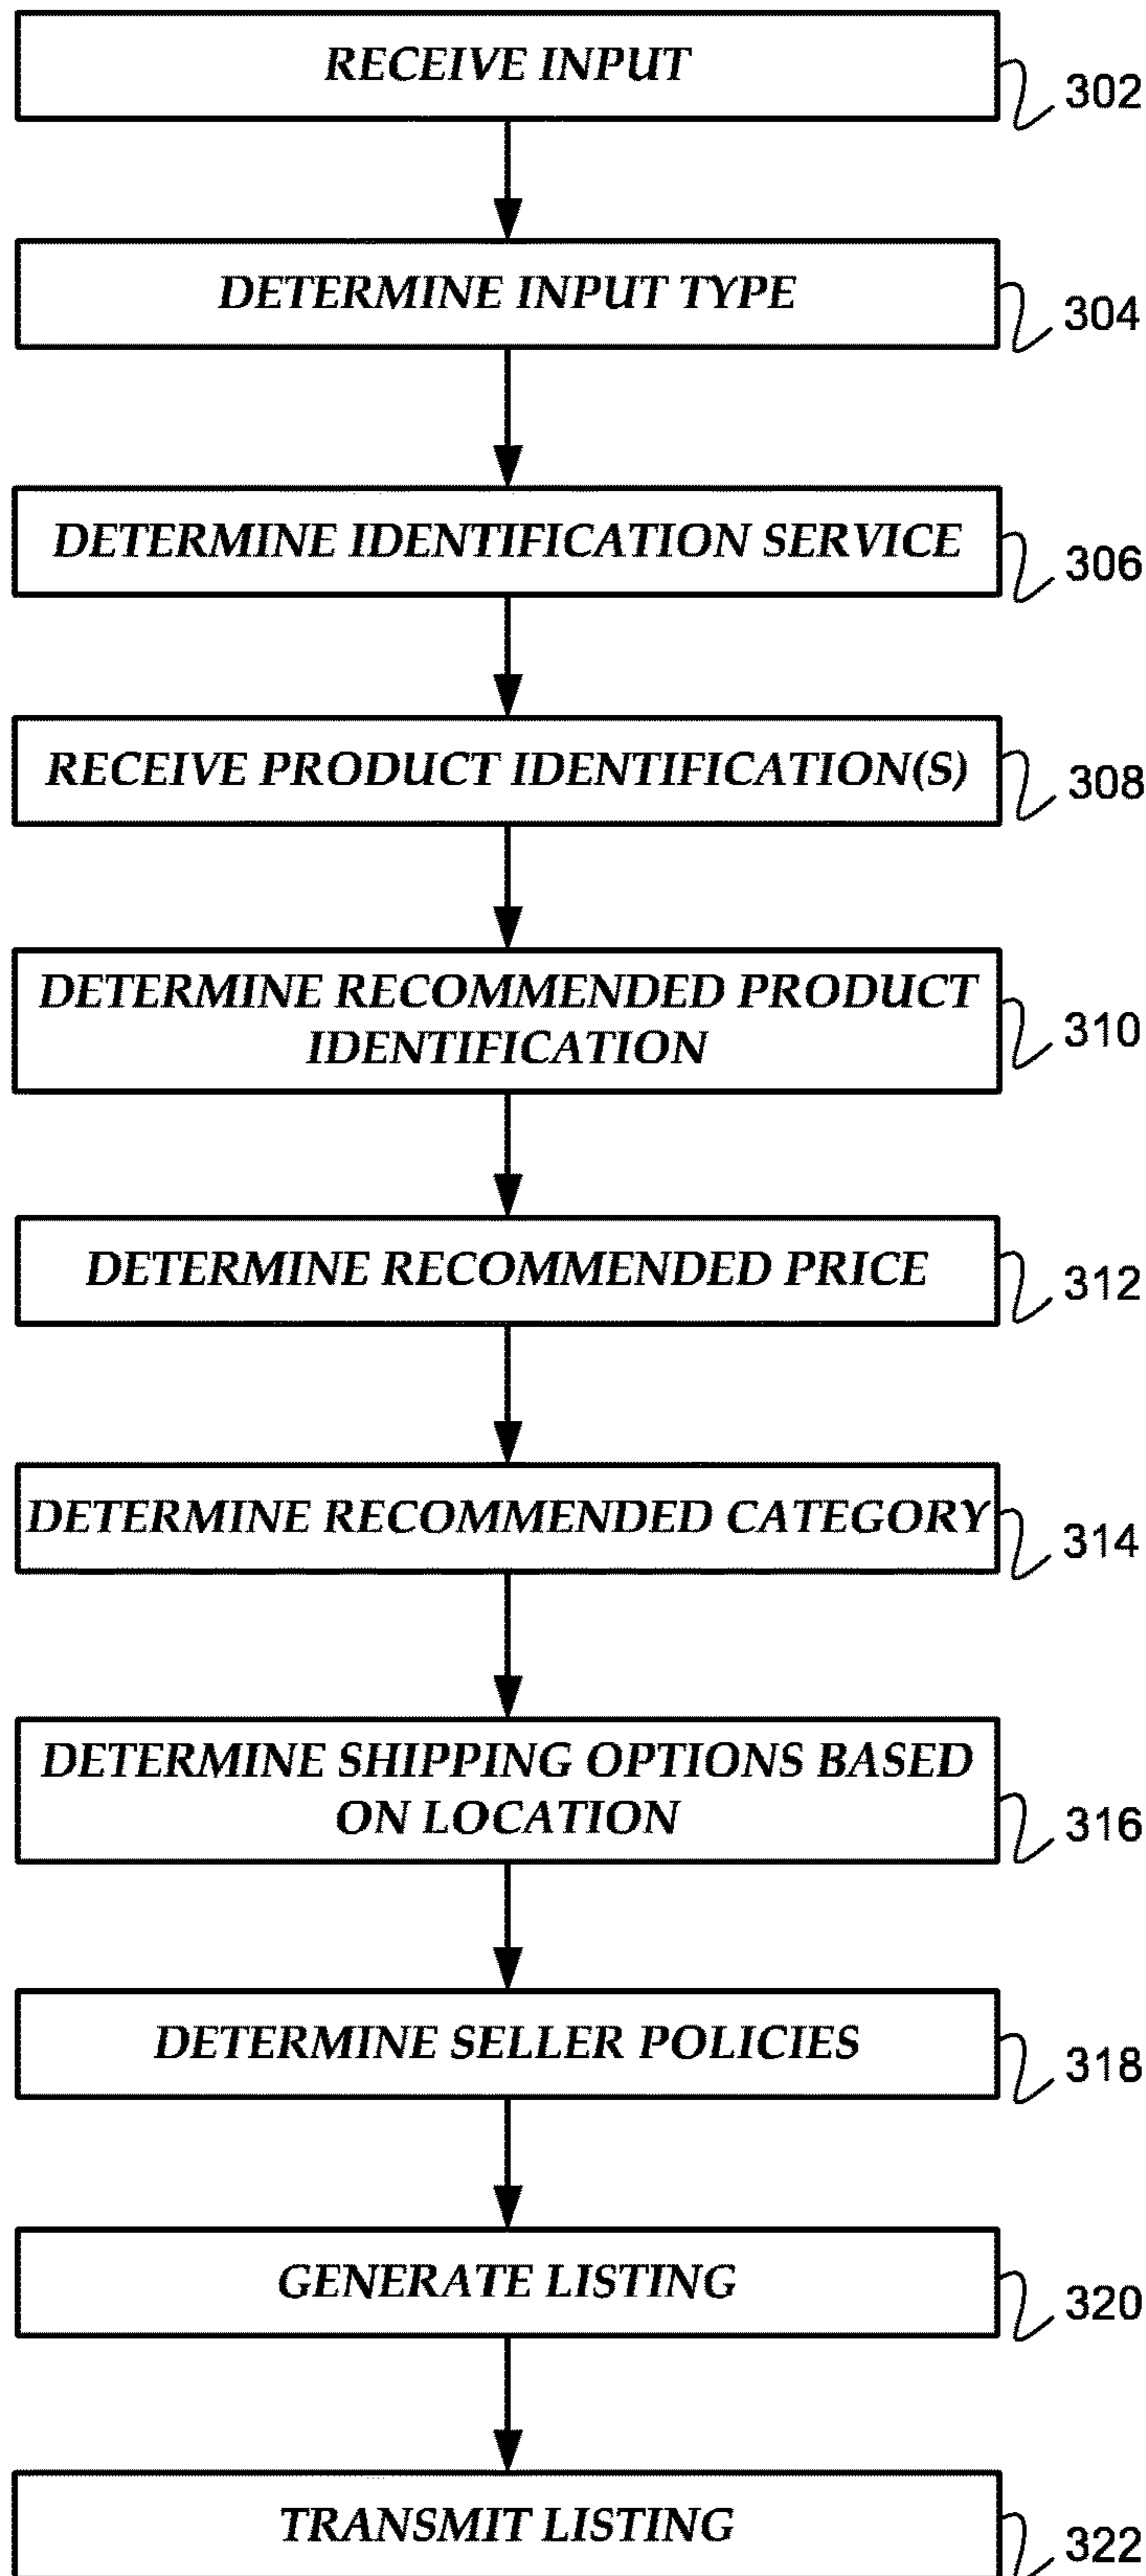 RECEIVE INPUT
302
DETERMINE INPUT TYPE
304
DETERMINE IDENTIFICATION SERVICE
306
RECEIVE PRODUCT IDENTIFICATION(S)
308
DETERMINE RECOMMENDED PRODUCT
IDENTIFICATION
310
DETERMINE RECOMMENDED PRICE
312
DETERMINE RECOMMENDED CATEGORY
314
DETERMINE SHIPPING OPTIONS BASED
ON LOCATION
316
DETERMINE SELLER POLICIES
318
GENERATE LISTING
320
TRANSMIT LISTING
322